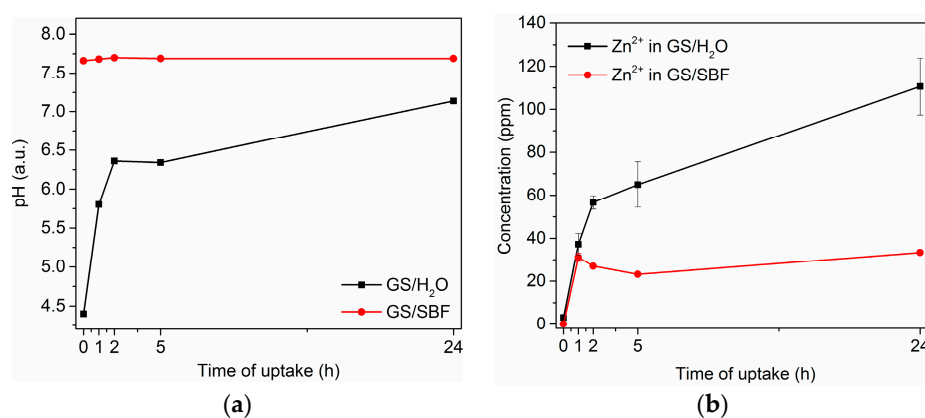 8.0
7.5
7.0
6.5
6.0
5.5
5.0
4.5
pH (a.u.)
GS/H₂O
GS/SBF
0 1 2 5 24
Time of uptake (h)
(a)
140
120
100
80
60
40
20
0
Concentration (ppm)
Zn²⁺ in GS/H₂O
Zn²⁺ in GS/SBF
0 1 2 5 24
Time of uptake (h)
(b)